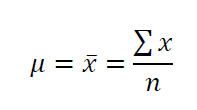 μ = x̄ = ∑x / n